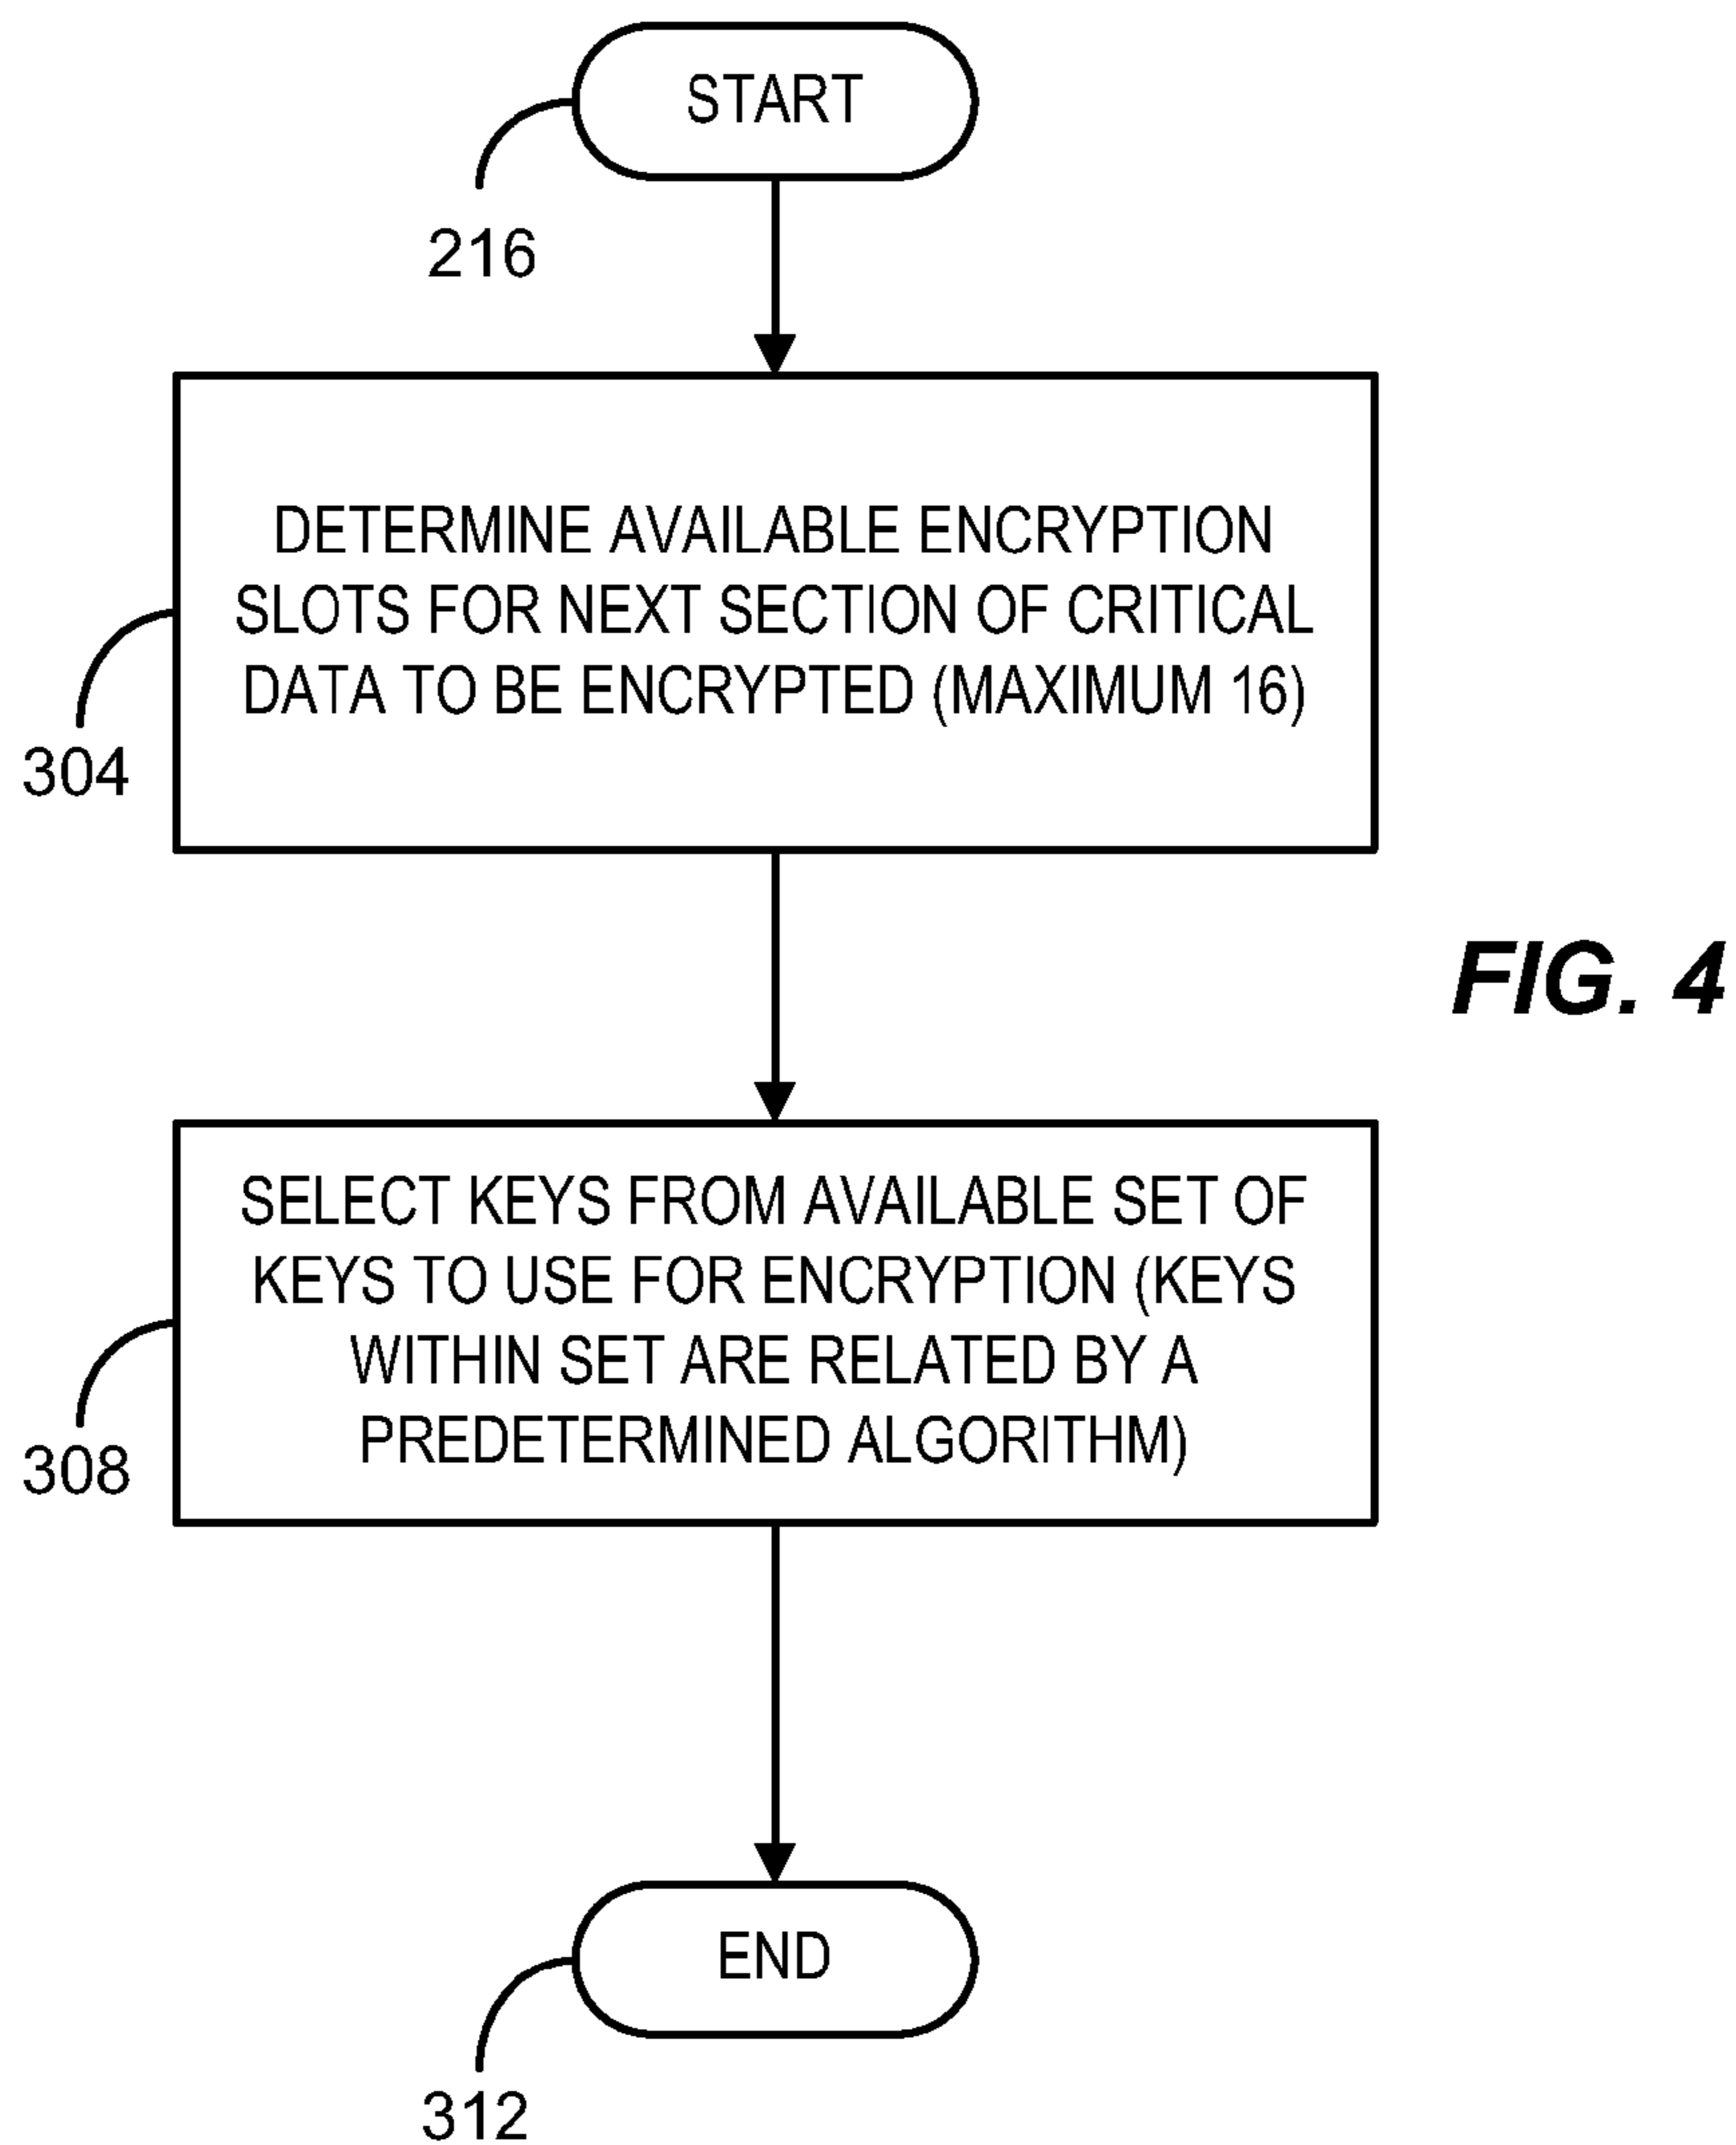 START
216
DETERMINE AVAILABLE ENCRYPTION
SLOTS FOR NEXT SECTION OF CRITICAL
DATA TO BE ENCRYPTED (MAXIMUM 16)
304
FIG. 4
SELECT KEYS FROM AVAILABLE SET OF
KEYS TO USE FOR ENCRYPTION (KEYS
WITHIN SET ARE RELATED BY A
PREDETERMINED ALGORITHM)
308
END
312